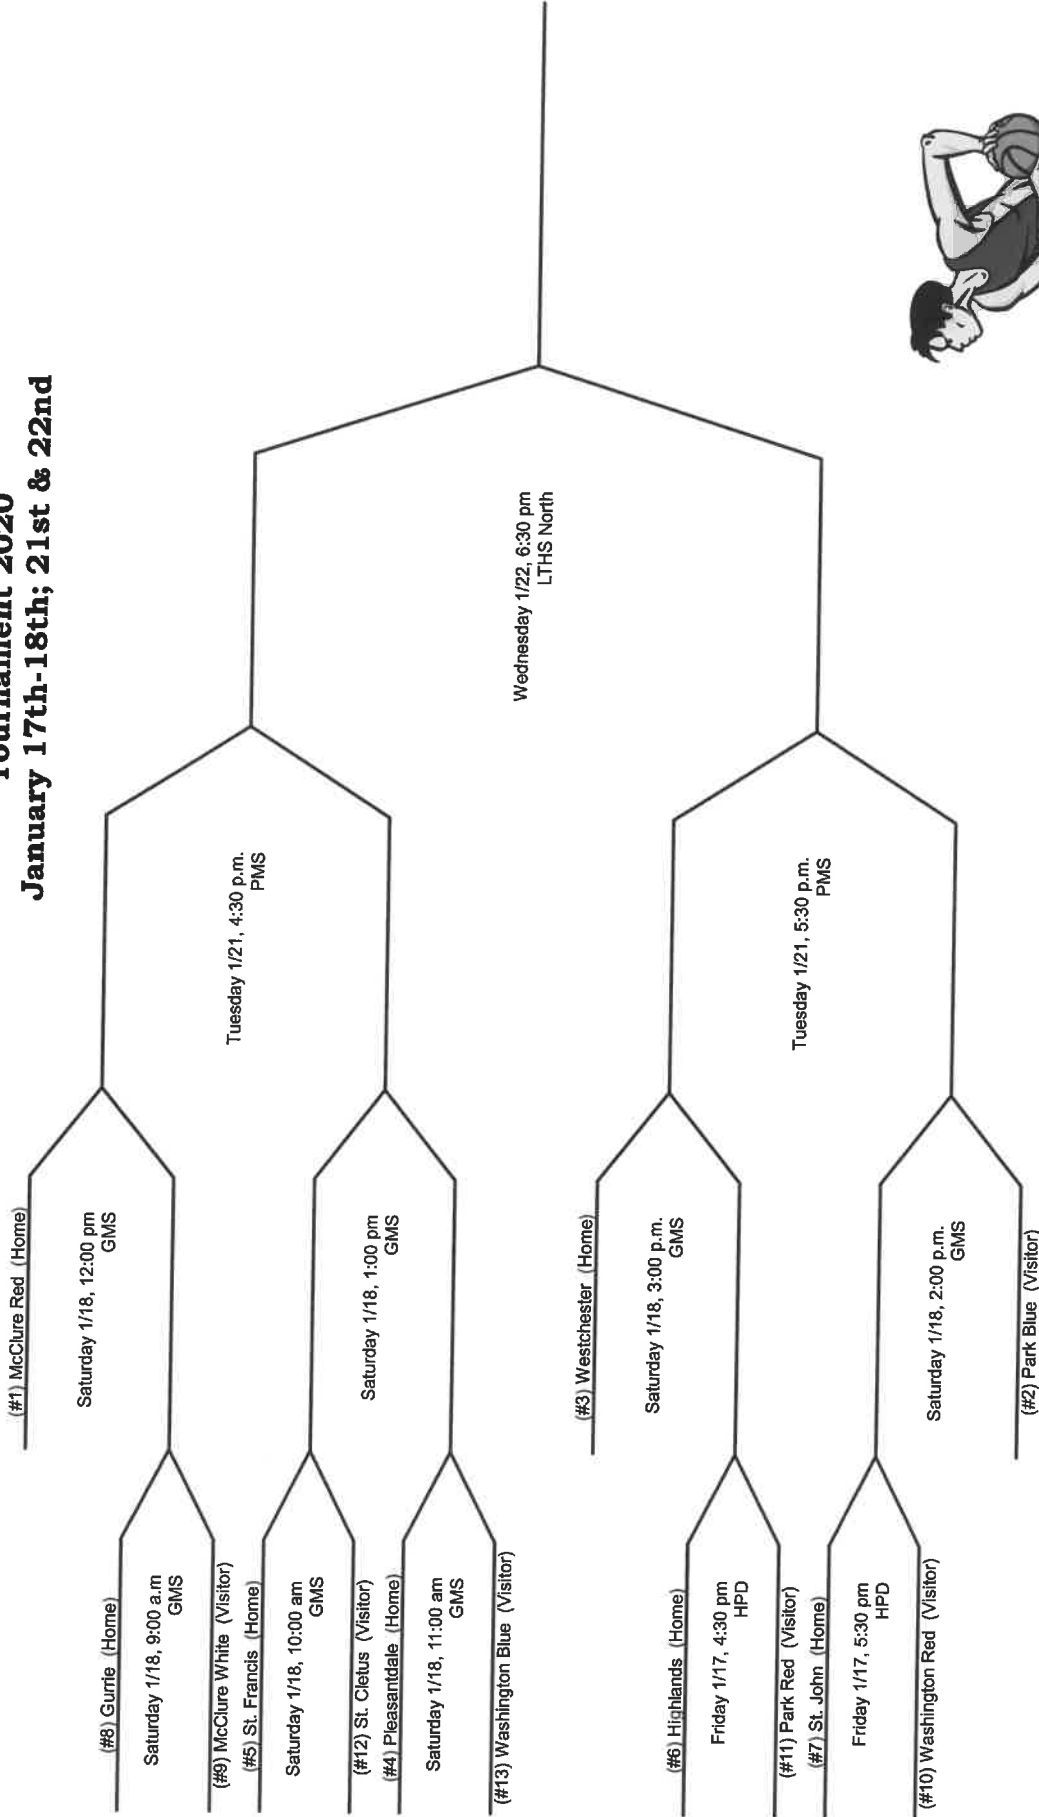 Tournament 2020
January 17th-18th; 21st & 22nd
(#1) McClure Red (Home)
Saturday 1/18, 12:00 pm
GMS
(#8) Gurrie (Home)
Saturday 1/18, 9:00 a.m
GMS
(#9) McClure White (Visitor)
Tuesday 1/21, 4:30 p.m.
PMS
(#5) St. Francis (Home)
Saturday 1/18, 10:00 am
GMS
(#12) St. Cletus (Visitor)
Saturday 1/18, 1:00 pm
GMS
(#4) Pleasantdale (Home)
Saturday 1/18, 11:00 am
GMS
(#13) Washington Blue (Visitor)
Wednesday 1/22, 6:30 pm
LTHS North
(#3) Westchester (Home)
Saturday 1/18, 3:00 p.m.
GMS
(#6) Highlands (Home)
Friday 1/17, 4:30 pm
HPD
(#11) Park Red (Visitor)
Tuesday 1/21, 5:30 p.m.
PMS
(#7) St. John (Home)
Friday 1/17, 5:30 pm
HPD
(#10) Washington Red (Visitor)
Saturday 1/18, 2:00 p.m.
GMS
(#2) Park Blue (Visitor)